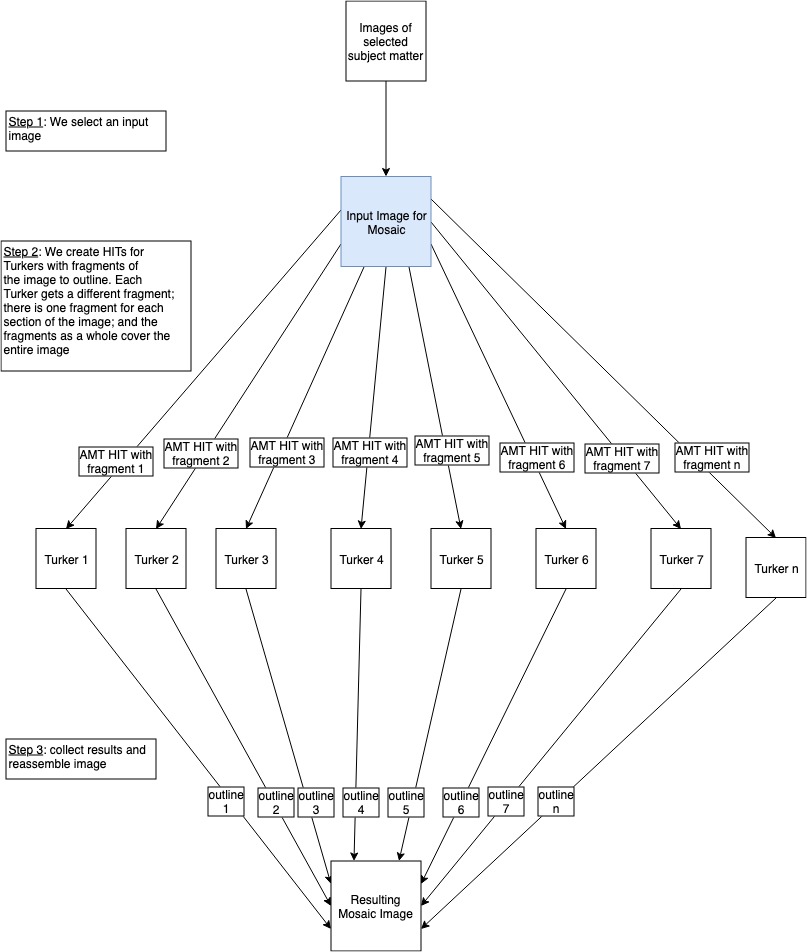 Images of
selected
subject matter
Step 1: We select an input
image
Input Image for
Mosaic
Step 2: We create HITs for
Turkers with fragments of
the image to outline. Each
Turker gets a different fragment;
there is one fragment for each
section of the image; and the
fragments as a whole cover the
entire image
AMT HIT with
fragment 1
AMT HIT with
fragment 2
AMT HIT with
fragment 3
AMT HIT with
fragment 4
AMT HIT with
fragment 5
AMT HIT with
fragment 6
AMT HIT with
fragment 7
AMT HIT with
fragment n
Turker 1
Turker 2
Turker 3
Turker 4
Turker 5
Turker 6
Turker 7
Turker n
Step 3: collect results and
reassemble image
outline
1
outline
2
outline
3
outline
4
outline
5
outline
6
outline
7
outline
n
Resulting
Mosaic Image